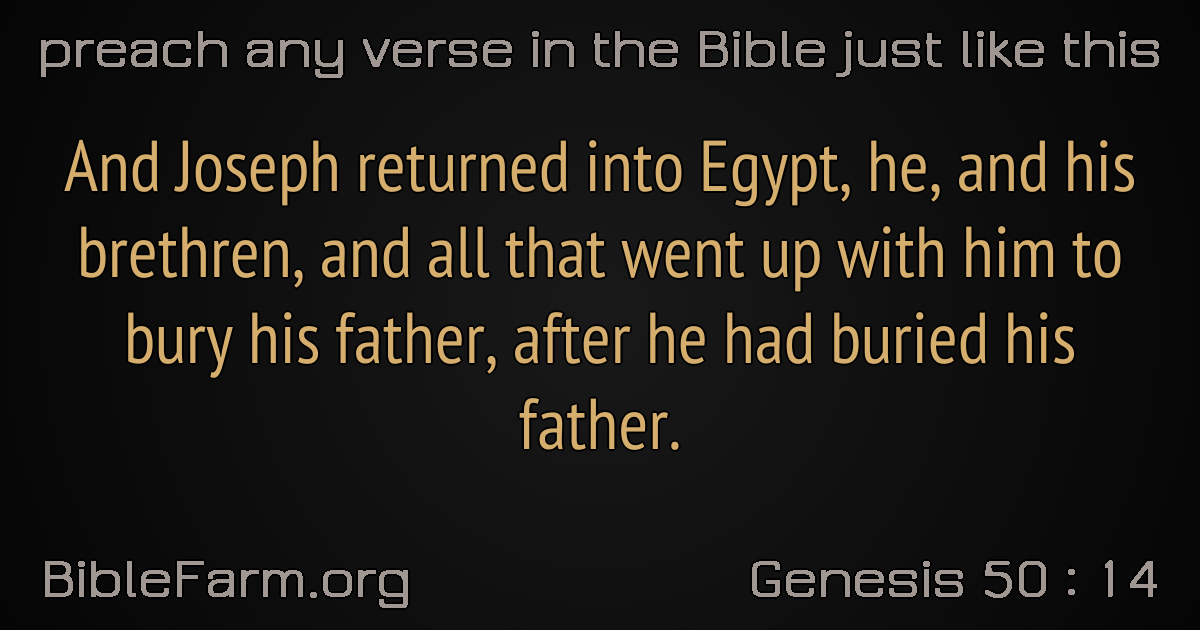 preach any verse in the Bible just like this
And Joseph returned into Egypt, he, and his
brethren, and all that went up with him to
bury his father, after he had buried his
father.
BibleFarm.org
Genesis 50 : 14